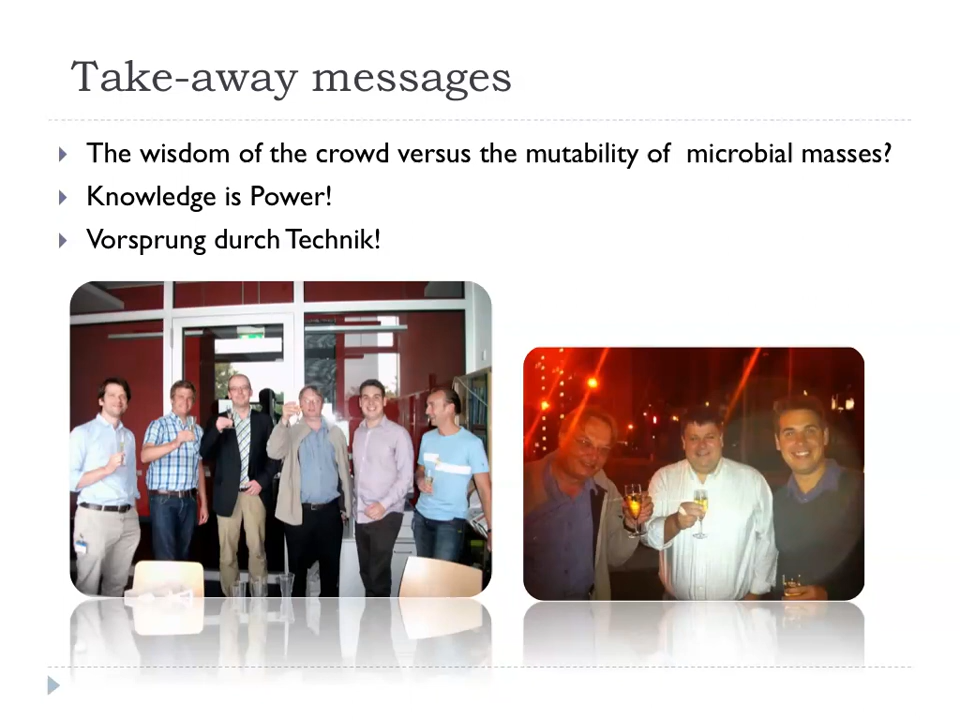 Take-away messages
The wisdom of the crowd versus the mutability of  microbial masses?
Knowledge is Power!
Vorsprung durch Technik!